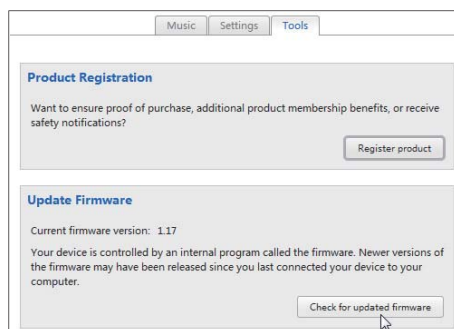 Music Settings Tools
Product Registration
Want to ensure proof of purchase, additional product membership benefits, or receive
safety notifications?
Register product
Update Firmware
Current firmware version: 1.17
Your device is controlled by an internal program called the firmware. Newer versions of
the firmware may have been released since you last connected your device to your
computer.
Check for updated firmware